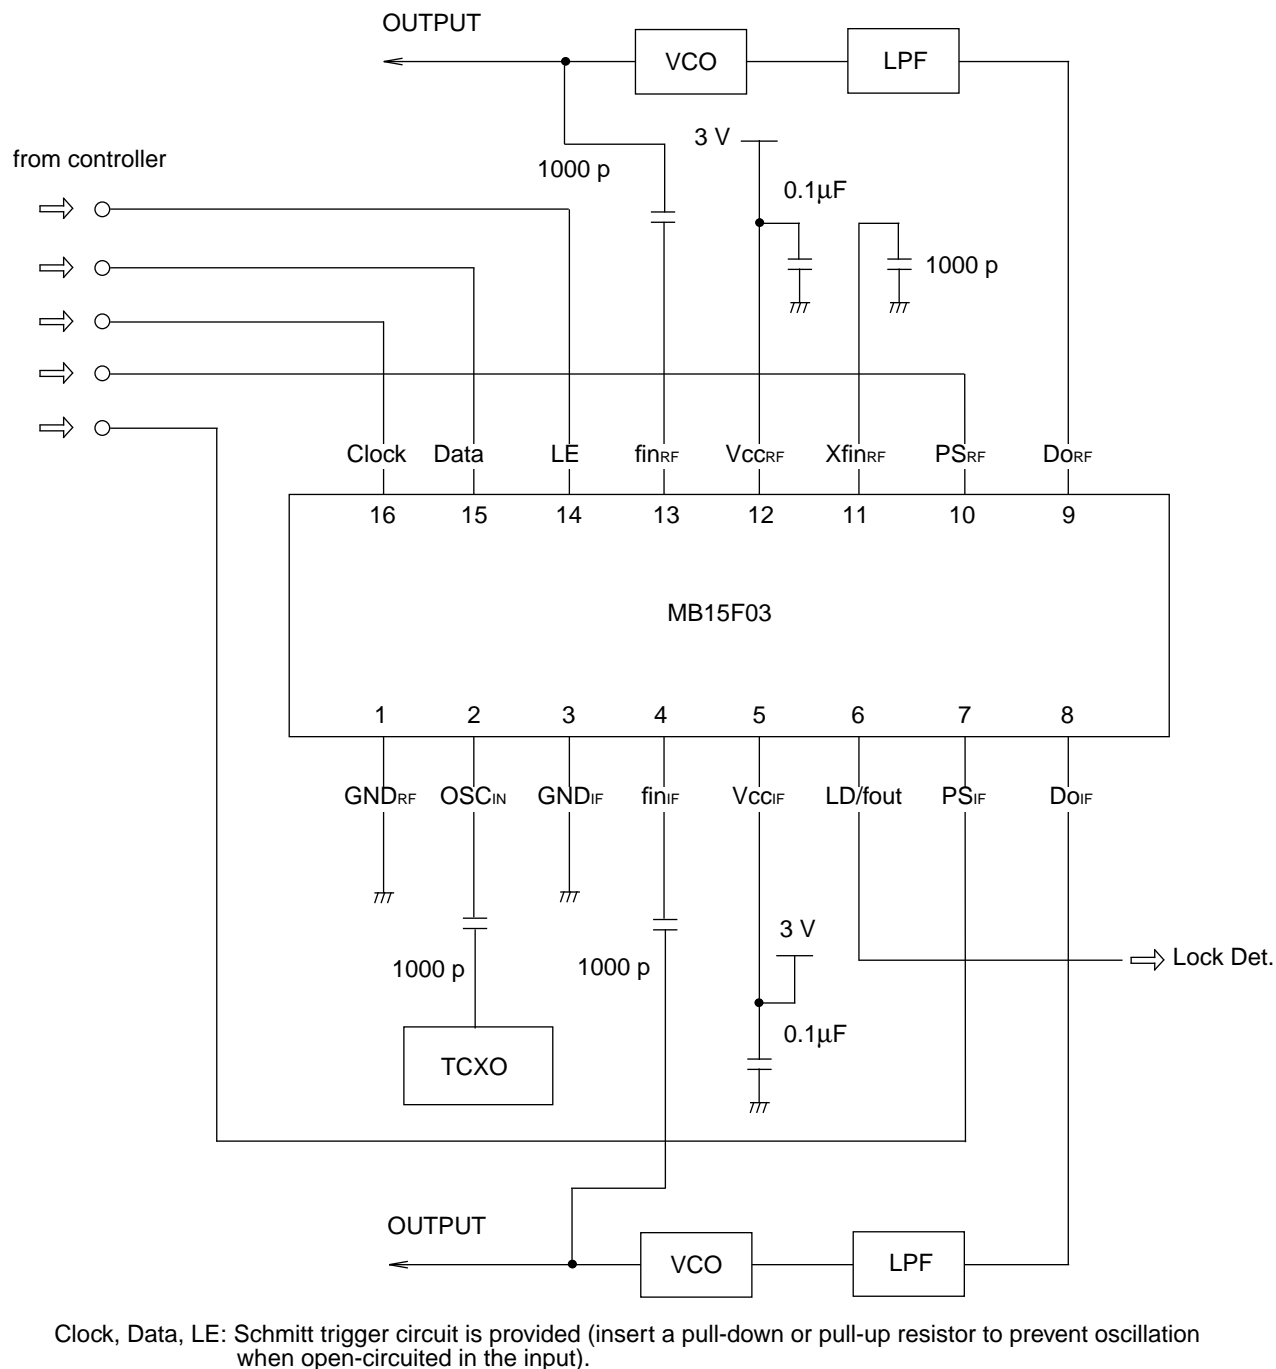 OUTPUT
VCO
LPF
3 V
from controller
1000 p
0.1μF
1000 p
Clock Data LE finRF VccRF XfinRF PSRF DoRF
16 15 14 13 12 11 10 9
MB15F03
1 2 3 4 5 6 7 8
GNDRF OSCIN GNDIF finIF VccIF LD/fout PSIF DoIF
3 V
Lock Det.
1000 p
1000 p
0.1μF
TCXO
OUTPUT
VCO
LPF
Clock, Data, LE: Schmitt trigger circuit is provided (insert a pull-down or pull-up resistor to prevent oscillation
when open-circuited in the input).